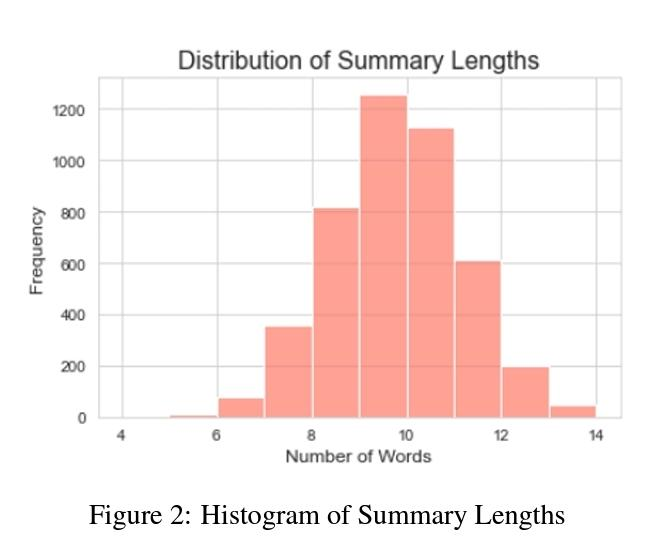 Distribution of Summary Lengths
1200
1000
800
600
400
200
0
Frequency
4 6 8 10 12 14
Number of Words
Figure 2: Histogram of Summary Lengths